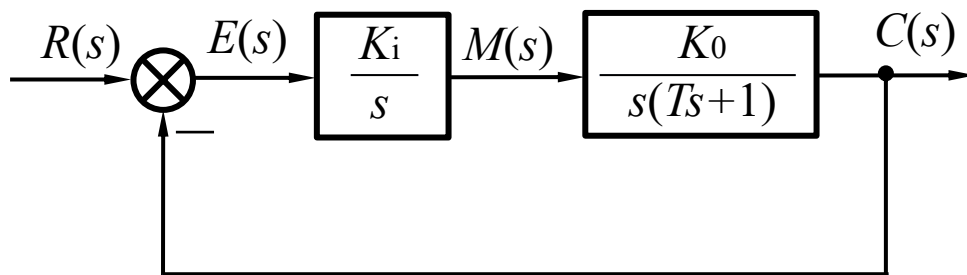 R(s)
E(s)
Ki
s
M(s)
K0
s(Ts+1)
C(s)
—